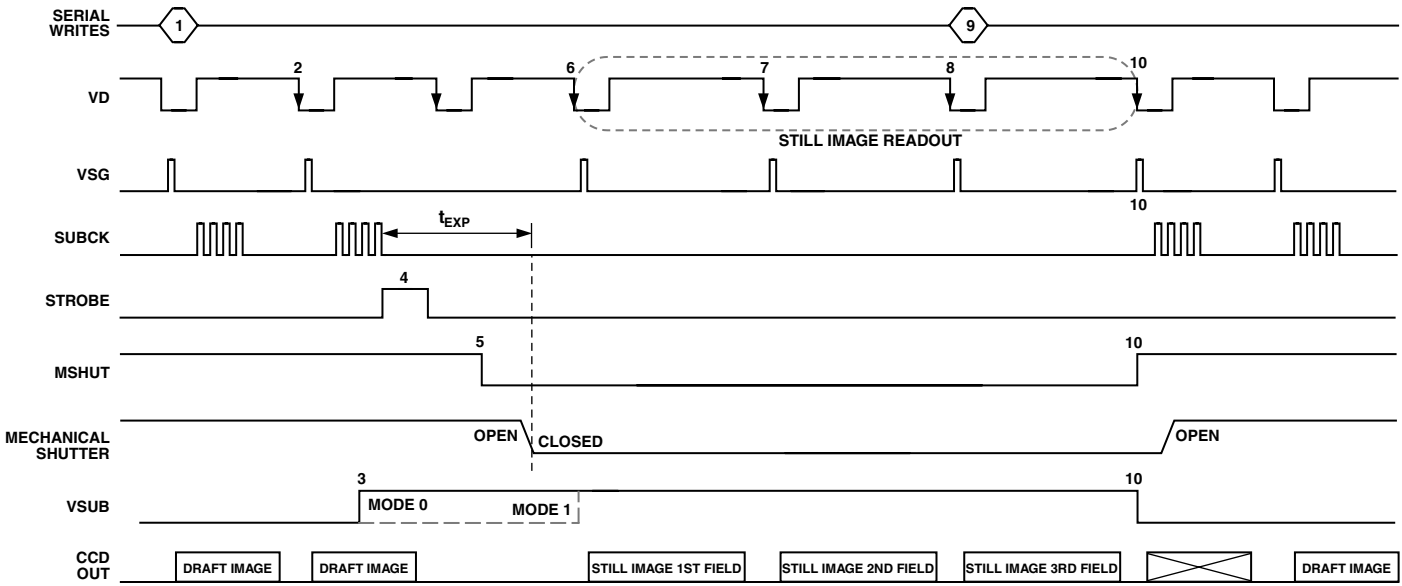 SERIAL
WRITES
1
9
VD
2
6
7
8
10
STILL IMAGE READOUT
VSG
10
SUBCK
tEXP
STROBE
4
MSHUT
5
10
MECHANICAL
SHUTTER
OPEN
CLOSED
OPEN
VSUB
3
MODE 0
MODE 1
10
CCD
OUT
DRAFT IMAGE
DRAFT IMAGE
STILL IMAGE 1ST FIELD
STILL IMAGE 2ND FIELD
STILL IMAGE 3RD FIELD
DRAFT IMAGE